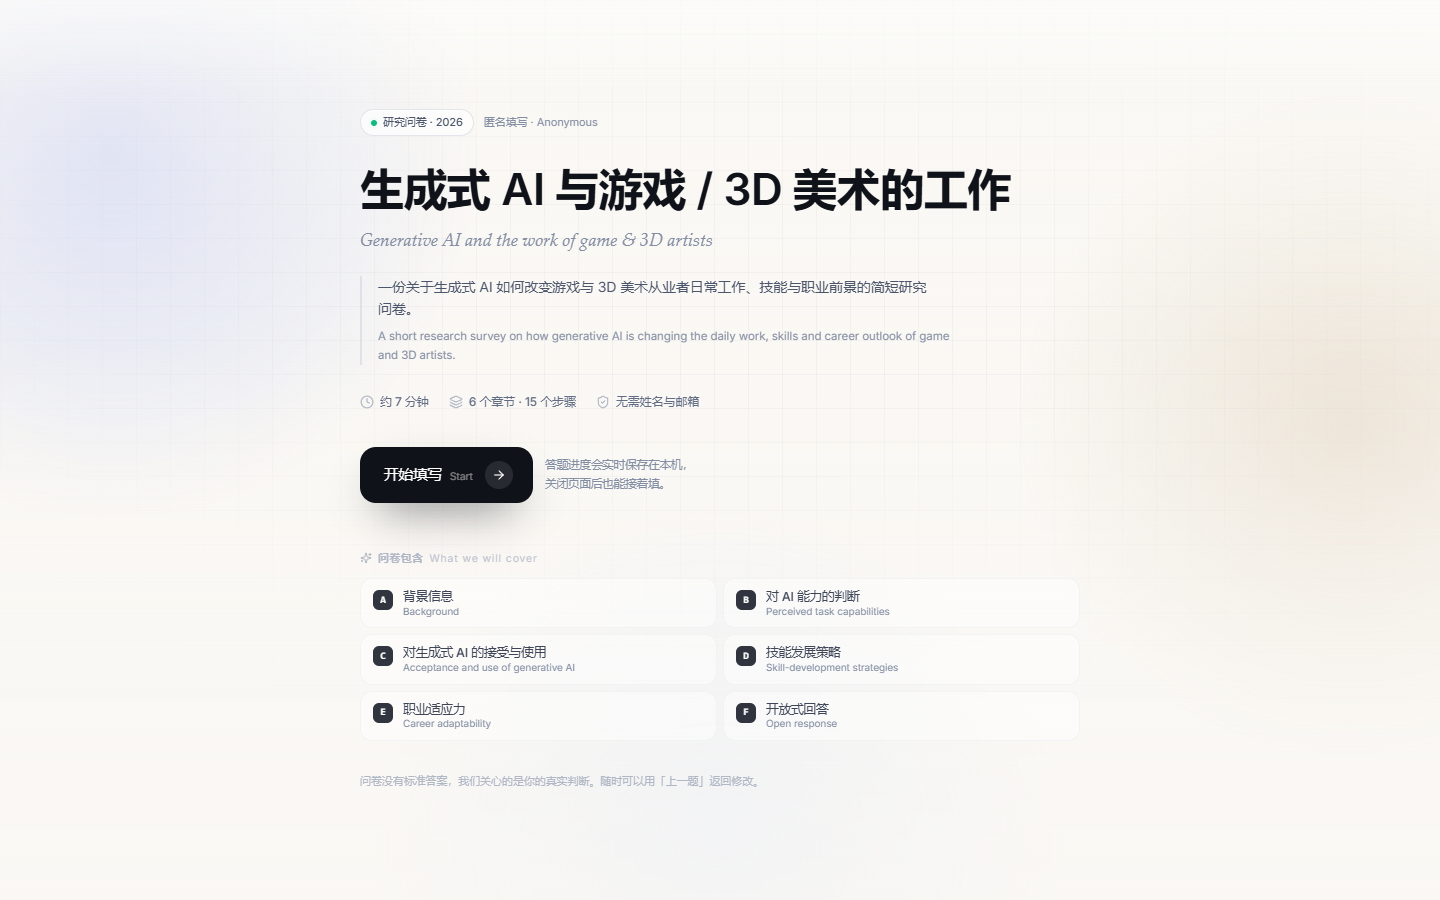 研究问卷 · 2026
匿名填写 · Anonymous
生成式 AI 与游戏 / 3D 美术的工作
Generative AI and the work of game & 3D artists
一份关于生成式 AI 如何改变游戏与 3D 美术从业者日常工作、技能与职业前景的简短研究
问卷。
A short research survey on how generative AI is changing the daily work, skills and career outlook of game
and 3D artists.
约 7 分钟
6 个章节 · 15 个步骤
无需姓名与邮箱
开始填写 Start
答题进度会实时保存在本机，
关闭页面后也能接着填。
问卷包含 What we will cover
A 背景信息
Background
B 对 AI 能力的判断
Perceived task capabilities
C 对生成式 AI 的接受与使用
Acceptance and use of generative AI
D 技能发展策略
Skill-development strategies
E 职业适应力
Career adaptability
F 开放式回答
Open response
问卷没有标准答案，我们关心的是你的真实判断。随时可以用「上一题」返回修改。